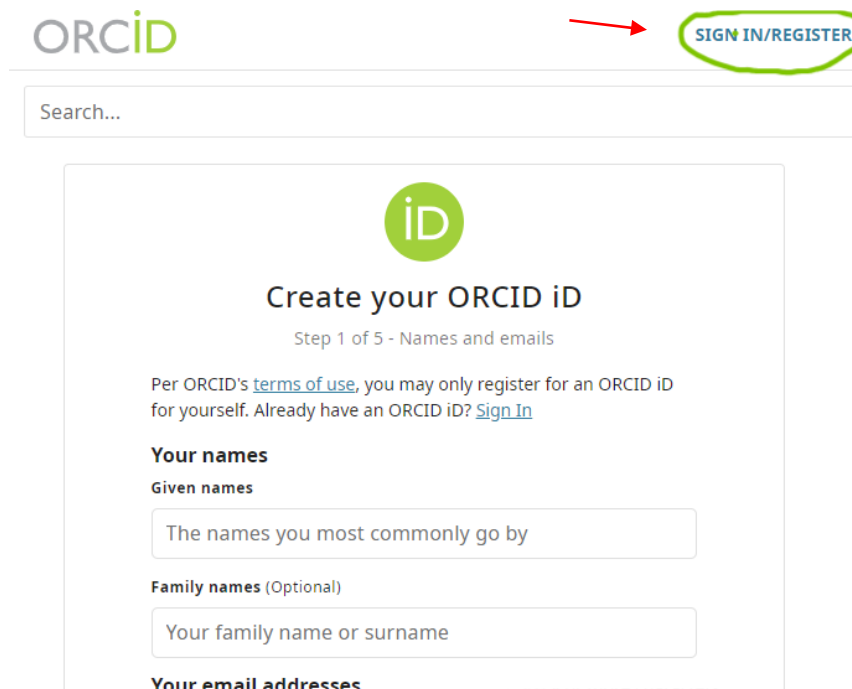 ORCiD
SIGN IN/REGISTER
Search...
iD
Create your ORCID iD
Step 1 of 5 - Names and emails
Per ORCID's terms of use, you may only register for an ORCID iD
for yourself. Already have an ORCID iD? Sign In
Your names
Given names
The names you most commonly go by
Family names (Optional)
Your family name or surname
Your email addresses